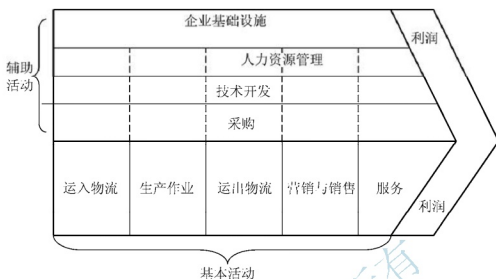 企业基础设施
利润
人力资源管理
辅助
活动
技术开发
采购
运入物流
生产作业
运出物流
营销与销售
服务
利润
基本活动
有